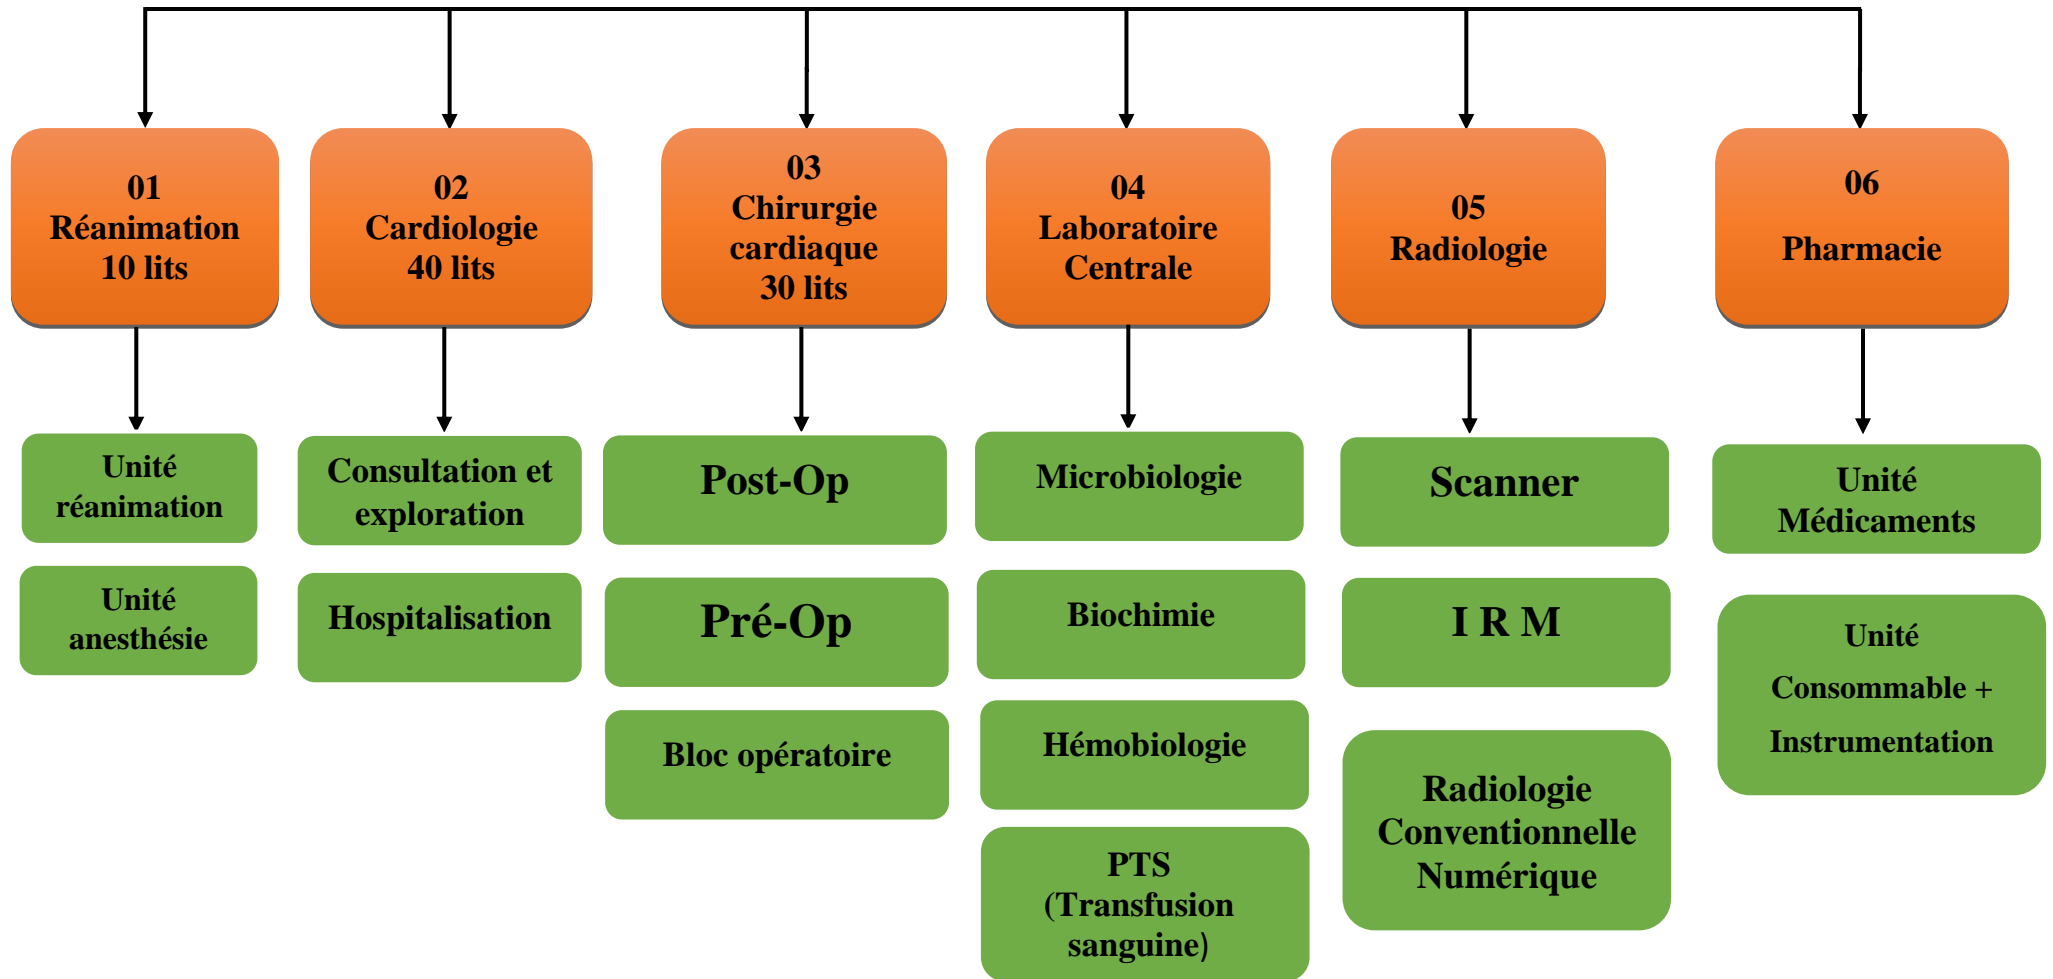 01
Réanimation
10 lits
02
Cardiologie
40 lits
03
Chirurgie
cardiaque
30 lits
04
Laboratoire
Centrale
05
Radiologie
06
Pharmacie
Unité
réanimation
Unité
anesthésie
Consultation et
exploration
Hospitalisation
Post-Op
Pré-Op
Bloc opératoire
Microbiologie
Biochimie
Hémobiologie
PTS
(Transfusion
sanguine)
Scanner
I R M
Radiologie
Conventionnelle
Numérique
Unité
Médicaments
Unité
Consommable +
Instrumentation